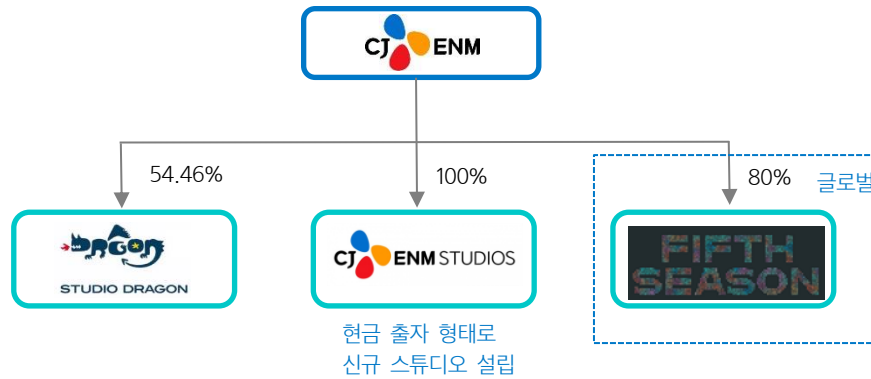 CJ ENM
54.46%
100%
80%
글로벌
DRAGON
STUDIO DRAGON
CJ ENM STUDIOS
FIFTH
SEASON
현금 출자 형태로
신규 스튜디오 설립